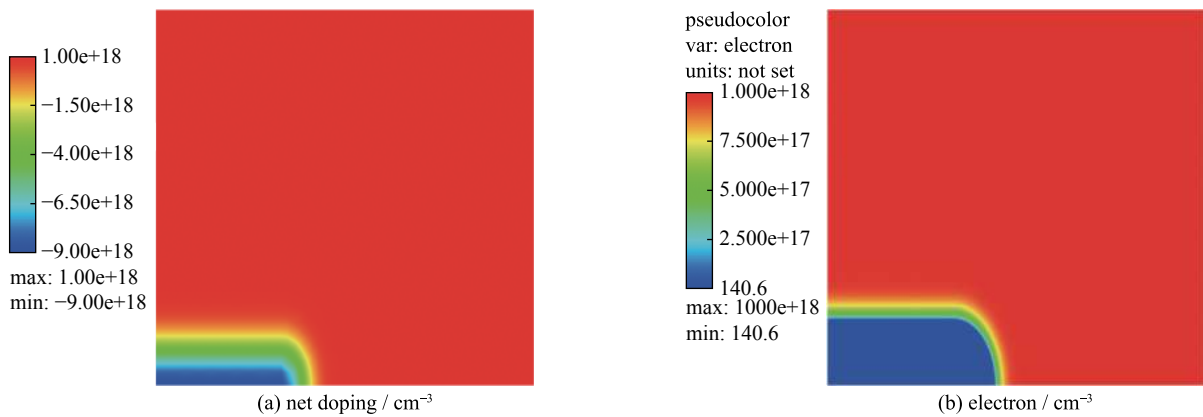 1.00e+18
−1.50e+18
−4.00e+18
−6.50e+18
−9.00e+18
max: 1.00e+18
min: −9.00e+18
(a) net doping / cm⁻³
pseudocolor
var: electron
units: not set
1.000e+18
7.500e+17
5.000e+17
2.500e+17
140.6
max: 1000e+18
min: 140.6
(b) electron / cm⁻³